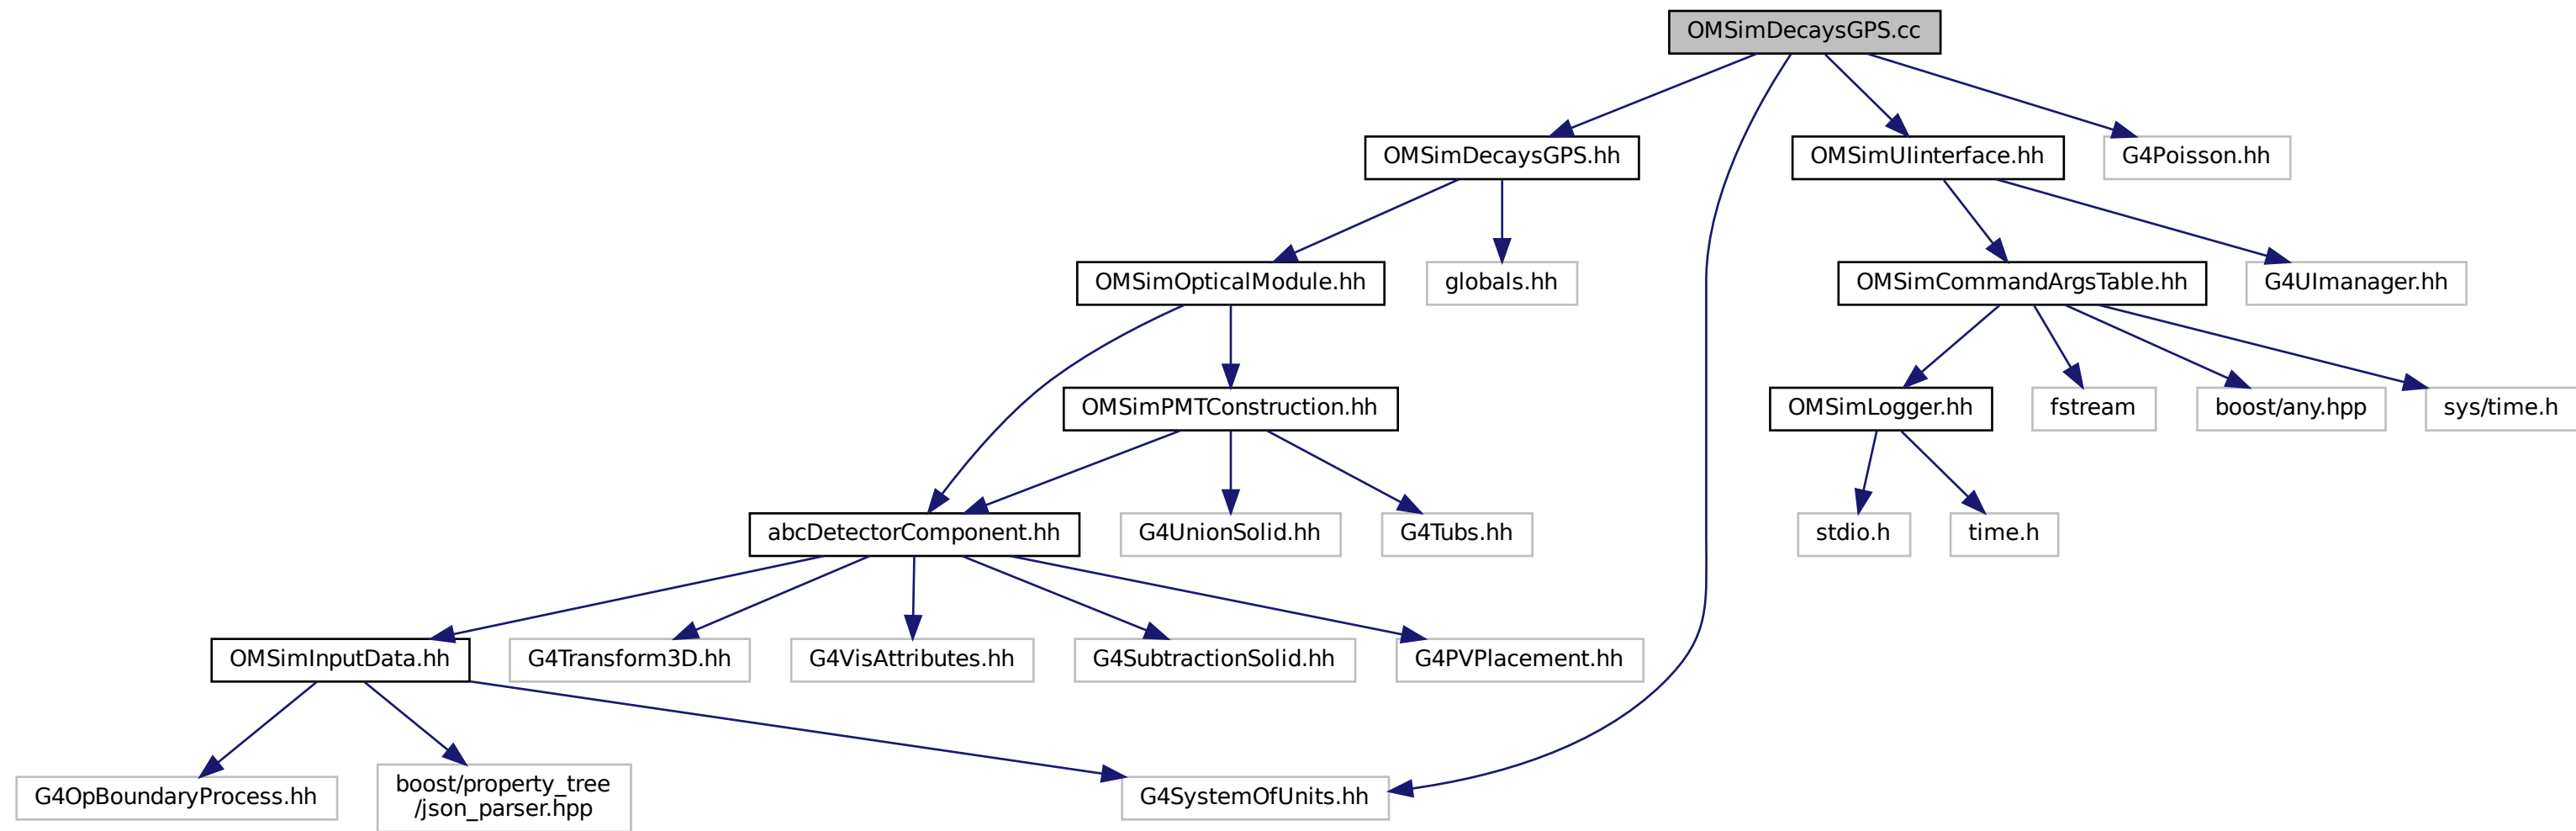 OMSimDecaysGPS.cc
OMSimDecaysGPS.hh
OMSimUIinterface.hh
G4Poisson.hh
OMSimOpticalModule.hh
globals.hh
OMSimCommandArgsTable.hh
G4UImanager.hh
OMSimPMTConstruction.hh
OMSimLogger.hh
fstream
boost/any.hpp
sys/time.h
abcDetectorComponent.hh
G4UnionSolid.hh
G4Tubs.hh
stdio.h
time.h
OMSimInputData.hh
G4Transform3D.hh
G4VisAttributes.hh
G4SubtractionSolid.hh
G4PVPlacement.hh
G4OpBoundaryProcess.hh
boost/property_tree
/json_parser.hpp
G4SystemOfUnits.hh